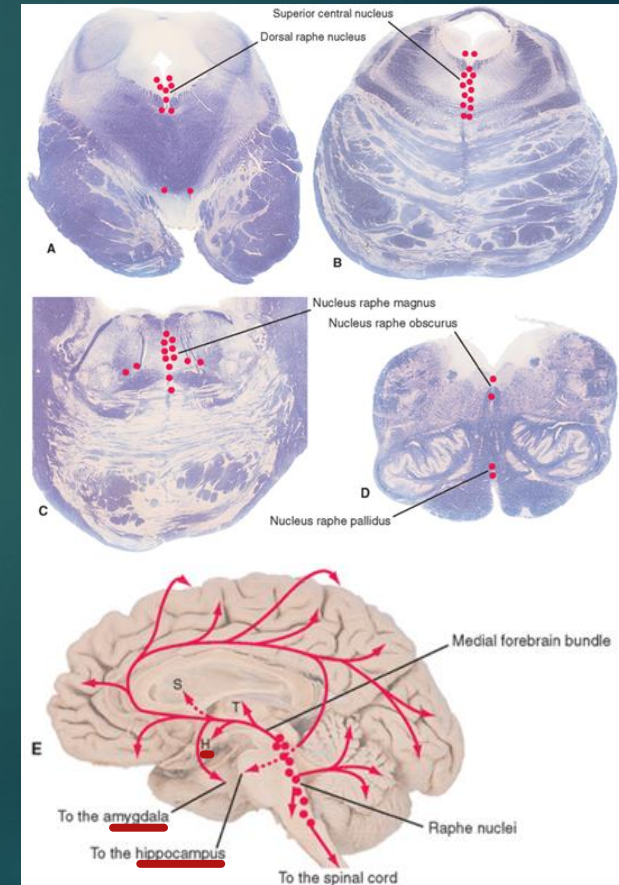 Superior central nucleus
Dorsal raphe nucleus
A
B
Nucleus raphe magnus
Nucleus raphe obscurus
C
D
Nucleus raphe pallidus
Medial forebrain bundle
S
T
E
H
To the amygdala
Raphe nuclei
To the hippocampus
To the spinal cord